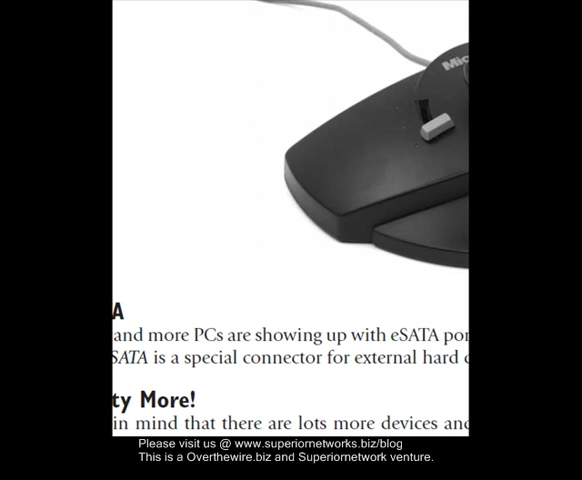 Mic
A
and more PCs are showing up with eSATA por
SATA is a special connector for external hard
ty More!
in mind that there are lots more devices and
Please visit us @ www.superiornetworks.biz/blog
This is a Overthewire.biz and Superiornetwork venture.